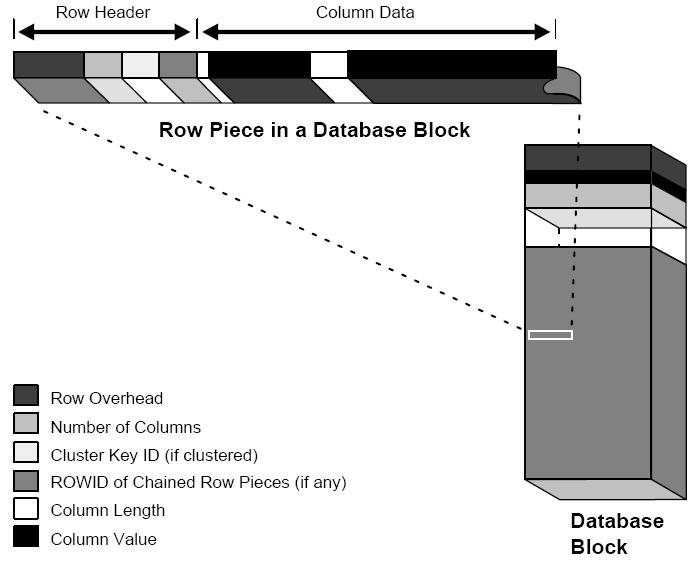 Row Header
Column Data
Row Piece in a Database Block
Row Overhead
Number of Columns
Cluster Key ID (if clustered)
ROWID of Chained Row Pieces (if any)
Column Length
Column Value
Database
Block